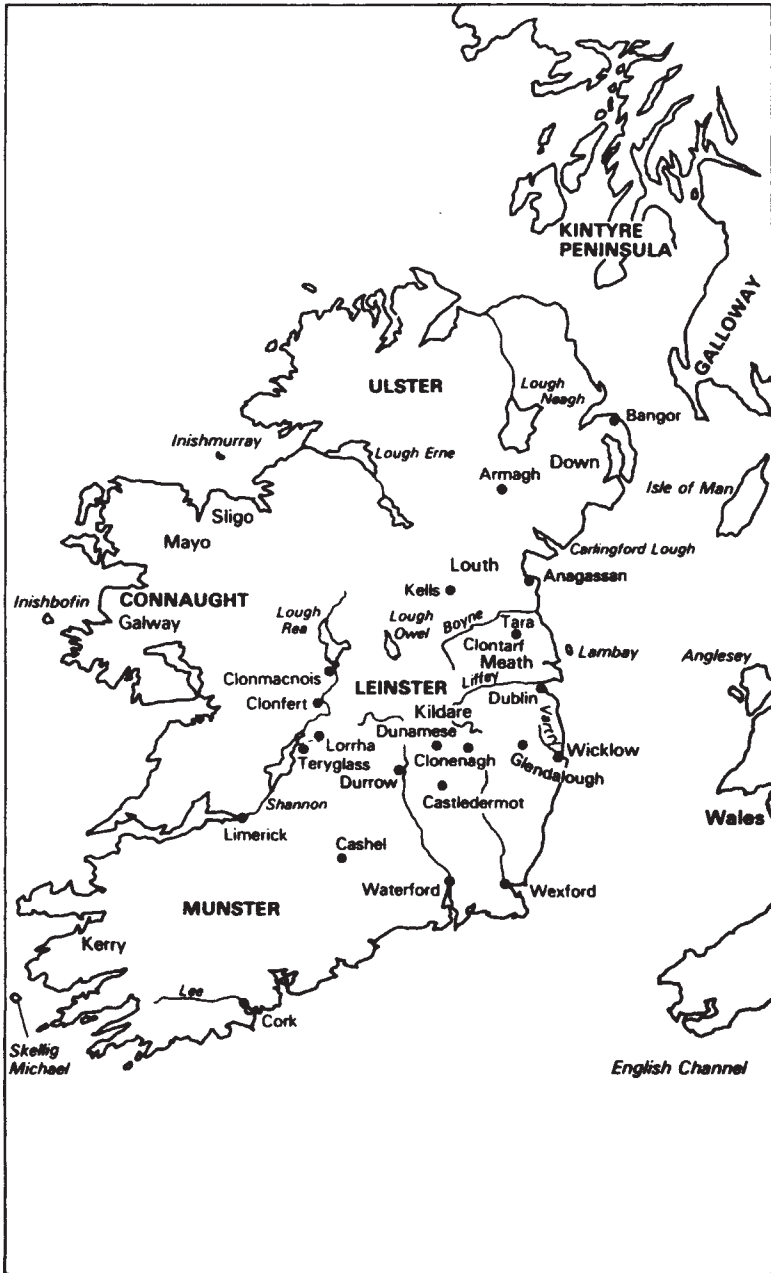 KINTYRE
PENINSULA
GALLOWAY
ULSTER
Lough
Neagh
Bangor
Inishmurray
Lough Erne
Down
Armagh
Isle of Man
Sligo
Mayo
Carlingford Lough
Louth
Anagassan
Kells
Inishbofin
CONNAUGHT
Galway
Lough
Rea
Lough
Owel
Boyne
Tara
Clontarf
Meath
Lambay
Anglesey
Clonmacnois
LEINSTER
Liffey
Dublin
Clonfert
Kildare
Dunamese
Lorrha
Teryglass
Clonenagh
Glendalough
Wicklow
Durrow
Castledermot
Shannon
Limerick
Wales
Cashel
Waterford
Wexford
MUNSTER
Kerry
Lee
Cork
Skellig
Michael
English Channel